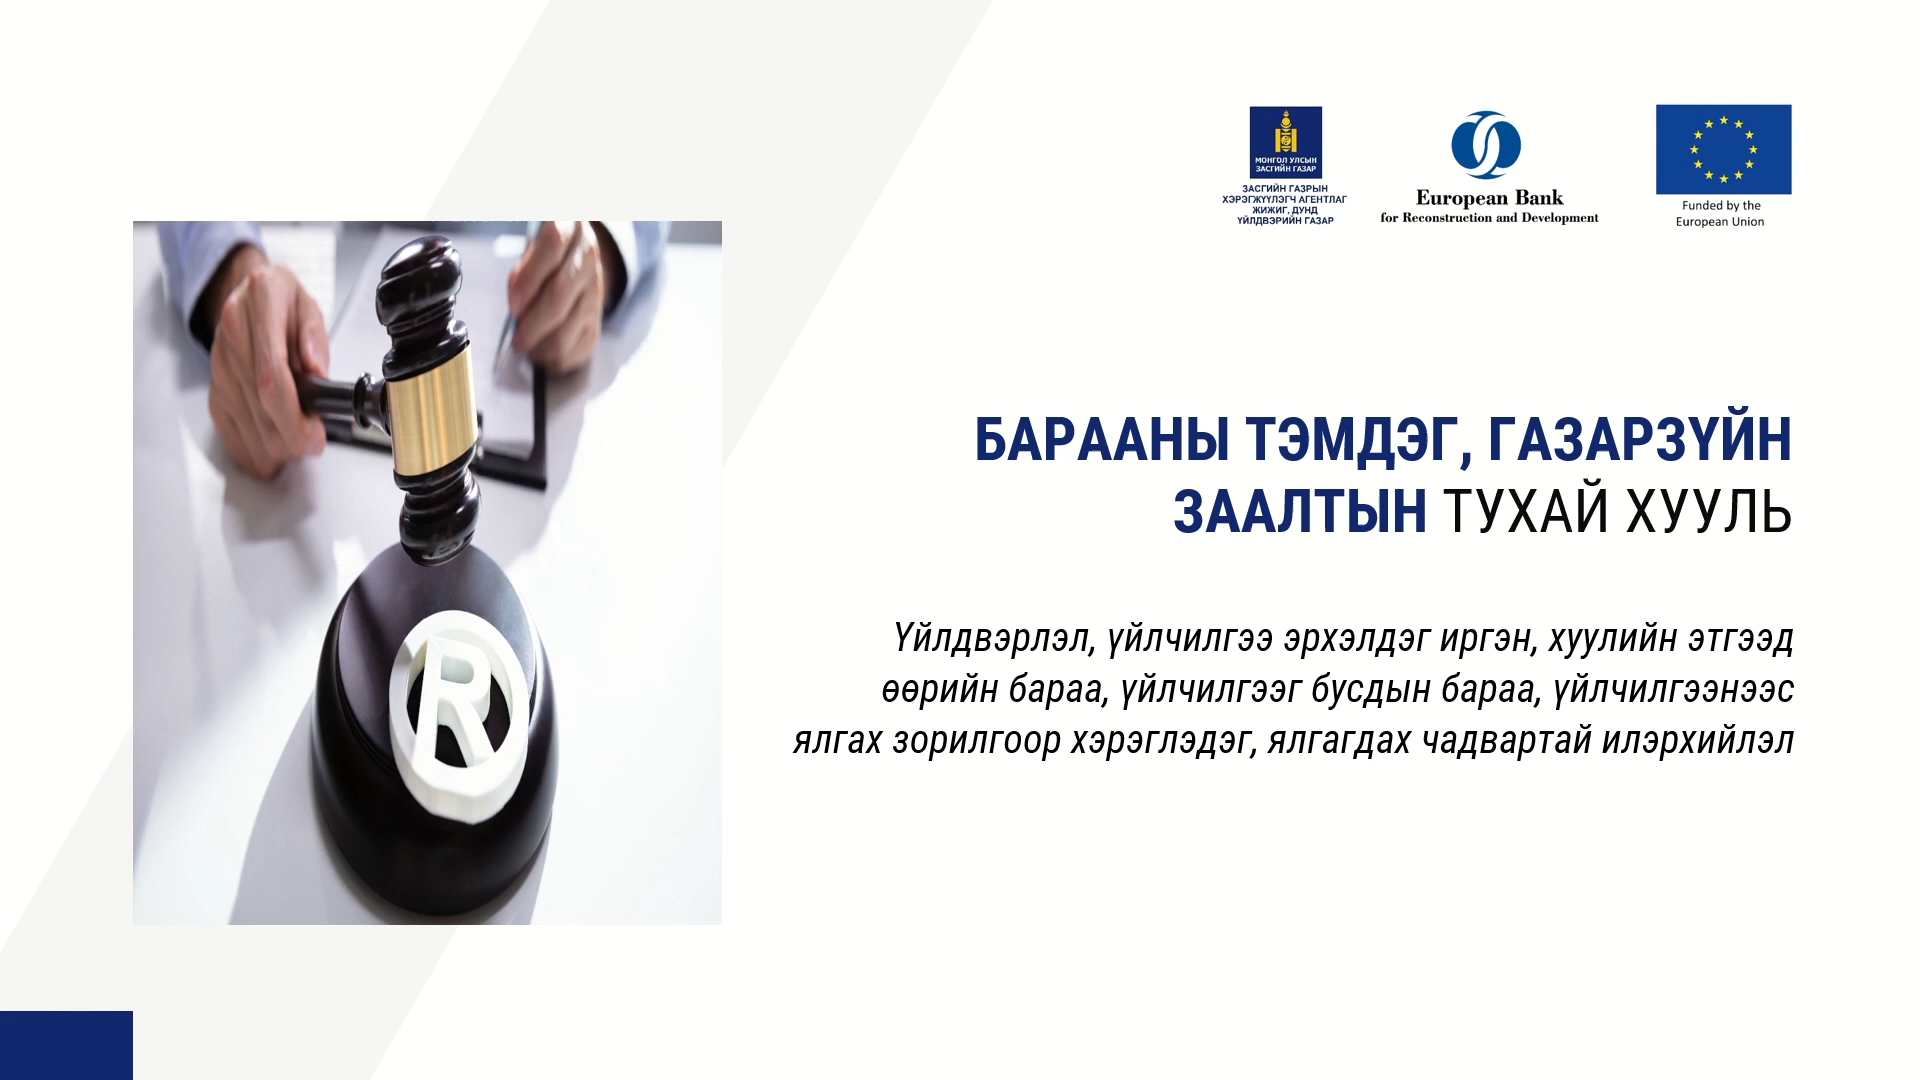 МОНГОЛ УЛСЫН
ЗАСГИЙН ГАЗАР
ЗАСГИЙН ГАЗРЫН
ХЭРЭГЖҮҮЛЭГЧ АГЕНТЛАГ
ЖИЖИГ, ДУНД
ҮЙЛДВЭРИЙН ГАЗАР
European Bank
for Reconstruction and Development
Funded by the
European Union
БАРААНЫ ТЭМДЭГ, ГАЗАРЗҮЙН
ЗААЛТЫН ТУХАЙ ХУУЛЬ
Үйлдвэрлэл, үйлчилгээ эрхэлдэг иргэн, хуулийн этгээд
өөрийн бараа, үйлчилгээг бусдын бараа, үйлчилгээнээс
ялгах зорилгоор хэрэглэдэг, ялгагдах чадвартай илэрхийлэл
R